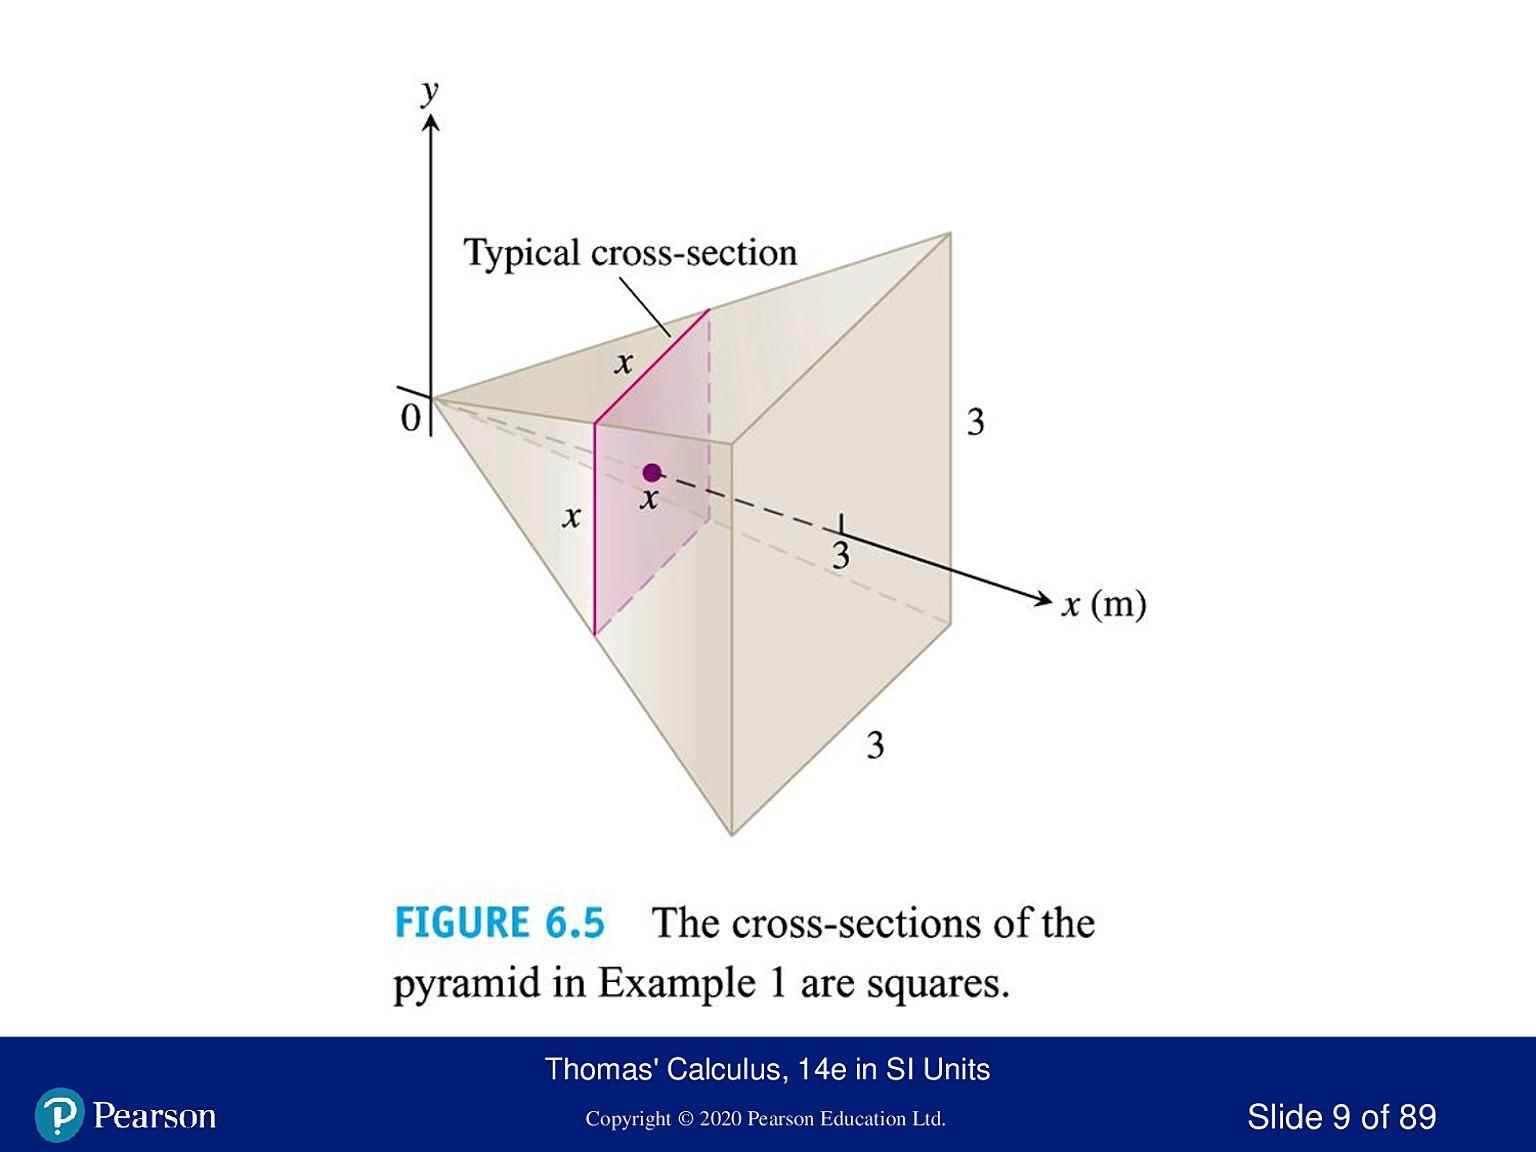 y
Typical cross-section
x
0
3
x
x
3
x (m)
3
FIGURE 6.5 The cross-sections of the
pyramid in Example 1 are squares.
Thomas' Calculus, 14e in SI Units
Pearson
Copyright © 2020 Pearson Education Ltd.
Slide 9 of 89